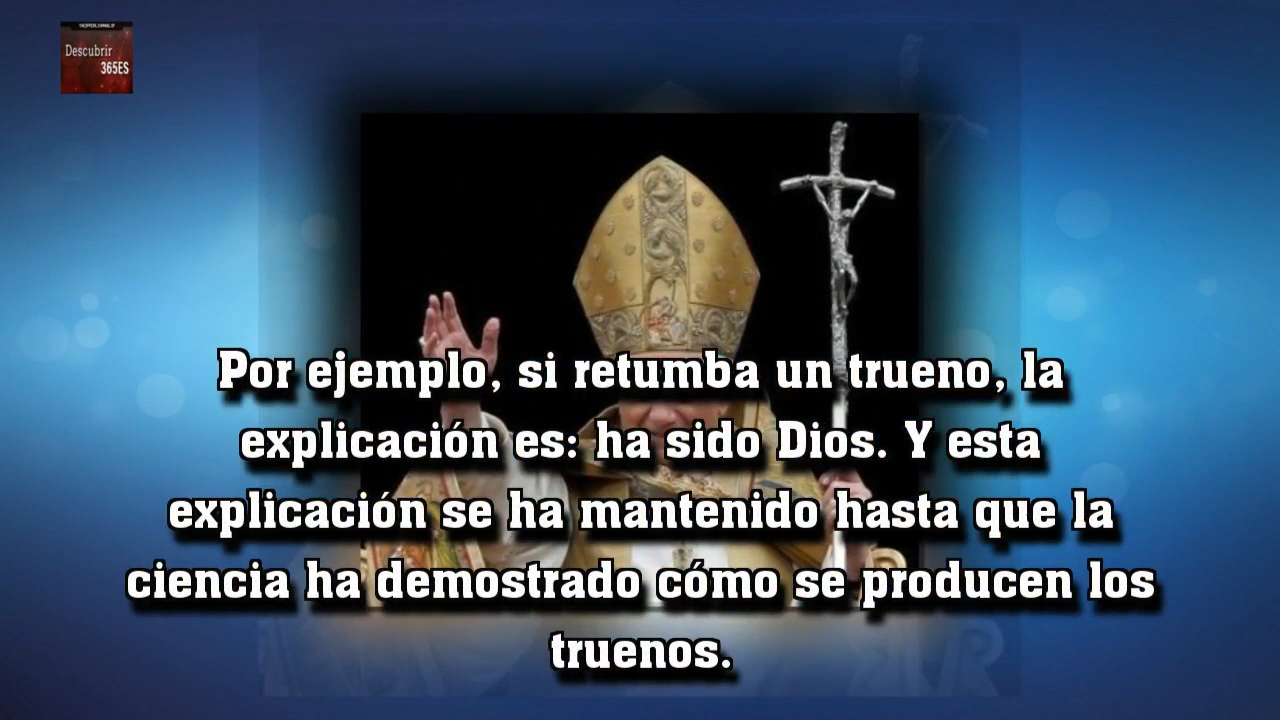 Descubrir
365ES
Por ejemplo, si retumba un trueno, la
explicación es: ha sido Dios. Y esta
explicación se ha mantenido hasta que la
ciencia ha demostrado cómo se producen los
truenos.